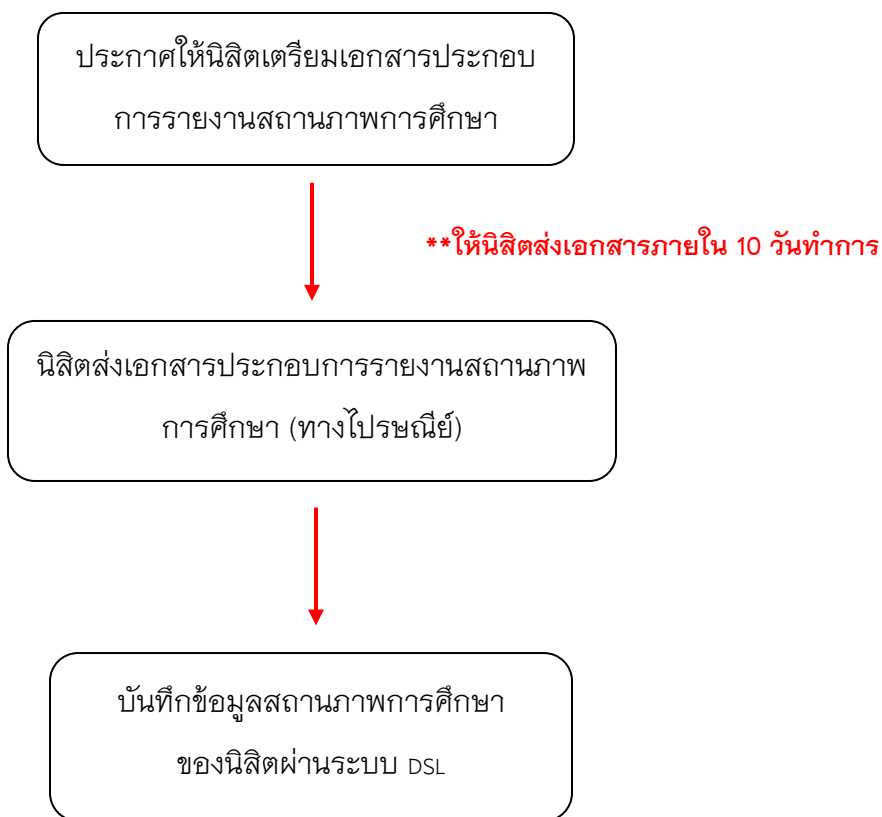 ประกาศให้นิสิตเตรียมเอกสารประกอบ
การรายงานสถานภาพการศึกษา
**ให้นิสิตส่งเอกสารภายใน 10 วันทำการ
นิสิตส่งเอกสารประกอบการรายงานสถานภาพ
การศึกษา (ทางไปรษณีย์)
บันทึกข้อมูลสถานภาพการศึกษา
ของนิสิตผ่านระบบ DSL